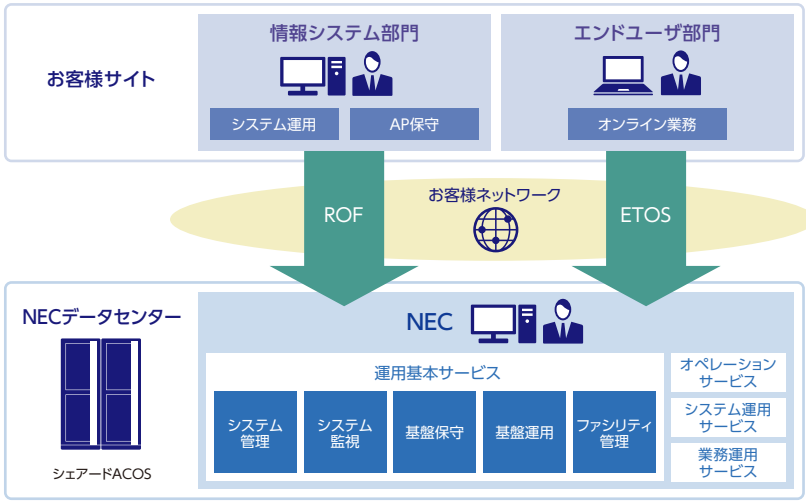 情報システム部門
エンドユーザ部門
お客様サイト
システム運用
AP保守
オンライン業務
お客様ネットワーク
ROF
ETOS
NECデータセンター
NEC
運用基本サービス
システム
管理
システム
監視
基盤保守
基盤運用
ファシリティ
管理
オペレーション
サービス
システム運用
サービス
業務運用
サービス
シェアードACOS